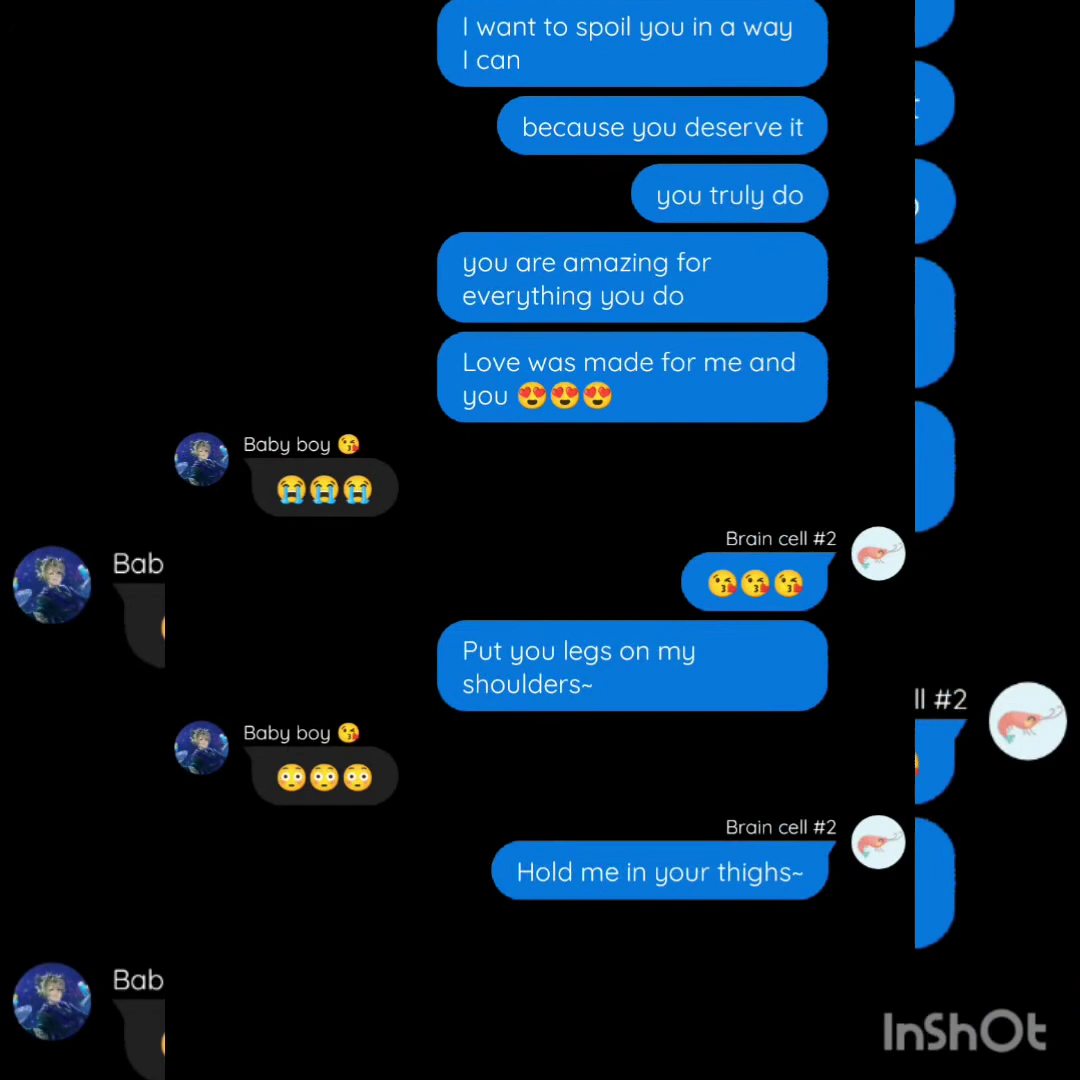 I want to spoil you in a way
I can
because you deserve it
you truly do
you are amazing for
everything you do
Love was made for me and
you 😍😍😍
Baby boy 😘
😭😭😭
Brain cell #2
😘😘😘
Bab
Put you legs on my
shoulders~
ll #2
Baby boy 😘
😳😳😳
Brain cell #2
Hold me in your thighs~
Bab
InShOt